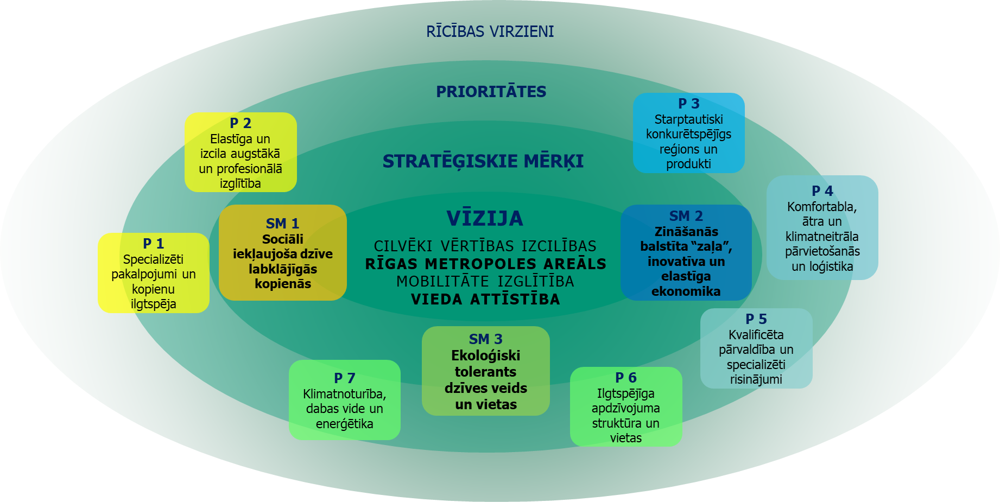 RĪCĪBAS VIRZIENI
PRIORITĀTES
STRATĒĢISKIE MĒRĶI
VĪZIJA
CILVĒKI VĒRTĪBAS IZCILĪBAS
RĪGAS METROPOLES AREĀLS
MOBILITĀTE IZGLĪTĪBA
VIEDA ATTĪSTĪBA
SM 1
Sociāli
iekļaujoša dzīve
labklājīgās
kopienās
SM 2
Zināšanās
balstīta “zaļa”,
inovatīva un
elastīga
ekonomika
SM 3
Ekoloģiski
tolerants
dzīves veids
un vietas
P 1
Specializēti
pakalpojumi un
kopienu
ilgtspēja
P 2
Elastīga un
izcila augstākā
un profesionālā
izglītība
P 3
Starptautiski
konkurētspējīgs
reģions un
produkti
P 4
Komfortabla,
ātra un
klimatneitrāla
pārvietošanās
un loģistika
P 5
Kvalificēta
pārvaldība un
specializēti
risinājumi
P 6
Ilgtspējīga
apdzīvojuma
struktūra un
vietas
P 7
Klimatnoturība,
dabas vide un
enerģētika